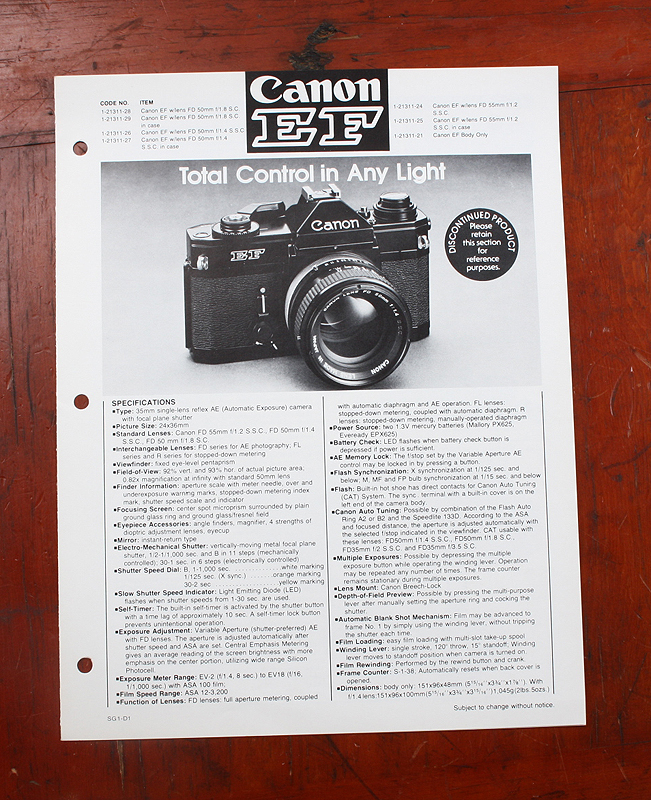 CODE NO. ITEM
1-21311-28 Canon EF w/lens FD 50mm f/1.8 S.C.
1-21311-29 Canon EF w/lens FD 50mm f/1.8 S.C.
in case
1-21311-26 Canon EF w/lens FD 50mm f/1.4 S.S.C.
1-21311-27 Canon EF w/lens FD 50mm f/1.4
S.S.C. in case
Canon
EF
1-21311-24 Canon EF w/lens FD 55mm f/1.2
S.S.C.
1-21311-25 Canon EF w/lens FD 55mm f/1.2
S.S.C. in case
1-21311-21 Canon EF Body Only
Total Control in Any Light
Canon
EF
DISCONTINUED PRODUCT
Please
retain
this section
for
reference
purposes.
SPECIFICATIONS
■Type: 35mm single-lens reflex AE (Automatic Exposure) camera
with focal plane shutter
■Picture Size: 24x36mm
■Standard Lenses: Canon FD 55mm f/1.2 S.S.C., FD 50mm f/1.4
S.S.C., FD 50 mm f/1.8 S.C.
■Interchangeable Lenses: FD series for AE photography; FL
series and R series for stopped-down metering
■Viewfinder: fixed eye-level pentaprism
■Field-of-View: 92% vert. and 93% hor. of actual picture area;
0.82x magnification at infinity with standard 50mm lens
■Finder Information: aperture scale with meter needle, over and
underexposure warning marks, stopped-down metering index
mark, shutter speed scale and indicator
■Focusing Screen: center spot microprism surrounded by plain
ground glass ring and ground glass/fresnel field
■Eyepiece Accessories: angle finders, magnifier, 4 strengths of
dioptric adjustment lenses, eyecup
■Mirror: instant-return type
■Electro-Mechanical Shutter: vertically-moving metal focal plane
shutter, 1/2-1/1,000 sec. and B in 11 steps (mechanically
controlled); 30-1 sec. in 6 steps (electronically controlled)
■Shutter Speed Dial: B, 1-1,000 sec. white marking
1/125 sec. (X sync.) orange marking
30-2 sec. yellow marking
■Slow Shutter Speed Indicator: Light Emitting Diode (LED)
flashes when shutter speeds from 1-30 sec. are used.
■Self-Timer: The built-in self-timer is activated by the shutter button
with a time lag of approximately 10 sec. A self-timer lock button
prevents unintentional operation.
■Exposure Adjustment: Variable Aperture (shutter-preferred) AE
with FD lenses. The aperture is adjusted automatically after
shutter speed and ASA are set. Central Emphasis Metering
gives an average reading of the screen brightness with more
emphasis on the center portion, utilizing wide range Silicon
Photocell.
■Exposure Meter Range: EV-2 (f/1.4, 8 sec.) to EV18 (f/16,
1/1,000 sec.) with ASA 100 film;
■Film Speed Range: ASA 12-3,200
■Function of Lenses: FD lenses: full aperture metering, coupled
with automatic diaphragm and AE operation. FL lenses:
stopped-down metering, coupled with automatic diaphragm. R
lenses: stopped-down metering, manually-operated diaphragm
■Power Source: two 1.3V mercury batteries (Mallory PX625,
Eveready EPX625)
■Battery Check: LED flashes when battery check button is
depressed if power is sufficient.
■AE Memory Lock: The f/stop set by the Variable Aperture AE
control may be locked in by pressing a button.
■Flash Synchronization: X synchronization at 1/125 sec. and
below; M, MF and FP bulb synchronization at 1/15 sec. and below
■Flash: Built-in hot shoe has direct contacts for Canon Auto Tuning
(CAT) System. The sync. terminal with a built-in cover is on the
left end of the camera body.
■Canon Auto Tuning: Possible by combination of the Flash Auto
Ring A2 or B2 and the Speedlite 133D. According to the ASA
and focused distance, the aperture is adjusted automatically with
the selected f/stop indicated in the viewfinder. CAT usable with
these lenses: FD50mm f/1.4 S.S.C., FD50mm f/1.8 S.C.,
FD35mm f/2 S.S.C, and FD35mm f/3.5 S.C.
■Multiple Exposures: Possible by depressing the multiple
exposure button while operating the winding lever. Operation
may be repeated any number of times. The frame counter
remains stationary during multiple exposures.
■Lens Mount: Canon Breech-Lock
■Depth-of-Field Preview: Possible by pressing the multi-purpose
lever after manually setting the aperture ring and cocking the
shutter.
■Automatic Blank Shot Mechanism: Film may be advanced to
frame No. 1 by simply using the winding lever, without tripping
the shutter each time.
■Film Loading: easy film loading with multi-slot take-up spool
■Winding Lever: single stroke, 120° throw, 15° standoff; Winding
lever moves to standoff position when camera is turned on.
■Film Rewinding: Performed by the rewind button and crank
■Frame Counter: S-1-38; Automatically resets when back cover is
opened.
■Dimensions: body only: 151x96x48mm With
f/1.4 lens:151x96x100mm
Subject to change without notice.
SG1-D1